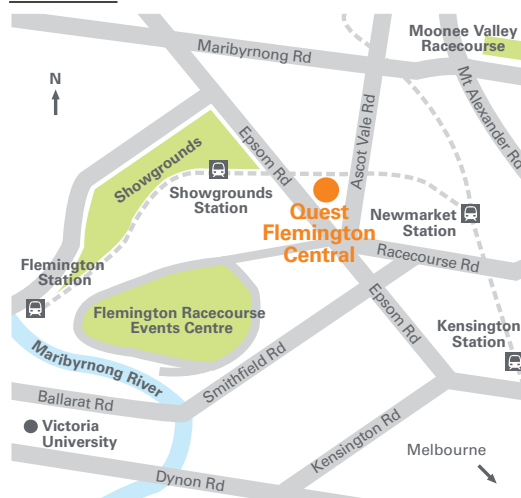 Moonee Valley
Racecourse
Maribyrnong Rd
N
Mt Alexander Rd
Ascot Vale Rd
Epsom Rd
Showgrounds
Showgrounds
Station
Quest
Flemington
Central
Newmarket
Station
Racecourse Rd
Flemington
Station
Flemington Racecourse
Events Centre
Epsom Rd
Kensington
Station
Maribyrnong River
Smithfield Rd
Ballarat Rd
Victoria
University
Kensington Rd
Melbourne
Dynon Rd